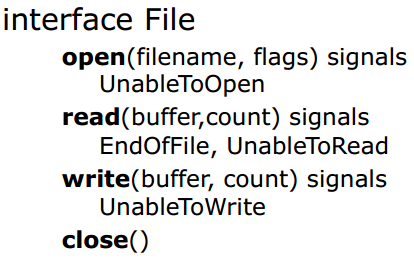 interface File
open(filename, flags) signals
UnableToOpen
read(buffer,count) signals
EndOfFile, UnableToRead
write(buffer, count) signals
UnableToWrite
close()